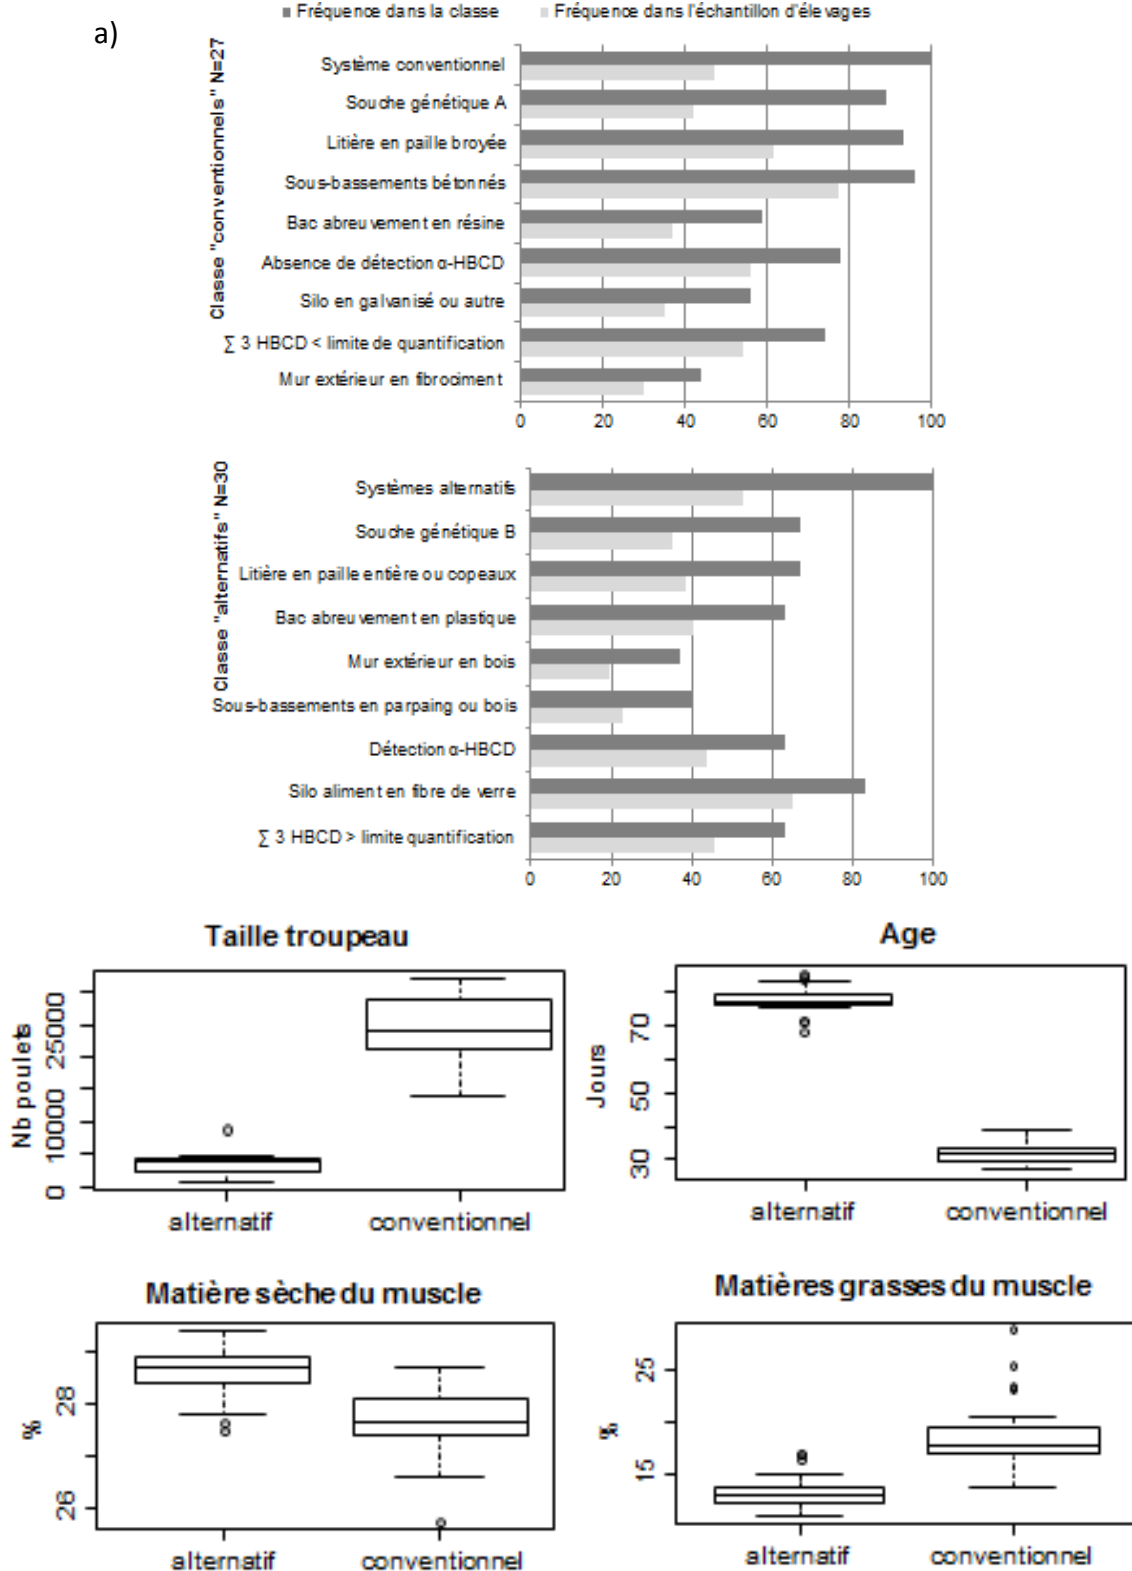 Fréquence dans la classe
Fréquence dans l'échantillon d'élevages
a)
Classe "conventionnels" N=27
Système conventionnel
Souche génétique A
Litière en paille broyée
Sous-bassements bétonnés
Bac abreuvement en résine
Absence de détection α-HBCD
Silo en galvanisé ou autre
∑ 3 HBCD < limite de quantification
Mur extérieur en fibrociment
0 20 40 60 80 100
Classe "alternatifs" N=30
Systèmes alternatifs
Souche génétique B
Litière en paille entière ou copeaux
Bac abreuvement en plastique
Mur extérieur en bois
Sous-bassements en parpaing ou bois
Détection α-HBCD
Silo aliment en fibre de verre
∑ 3 HBCD > limite quantification
0 20 40 60 80 100
Taille troupeau
Nb poulets
25000
10000
0
alternatif conventionnel
Age
Jours
70
50
30
alternatif conventionnel
Matière sèche du muscle
%
28
26
alternatif conventionnel
Matières grasses du muscle
%
25
15
alternatif conventionnel